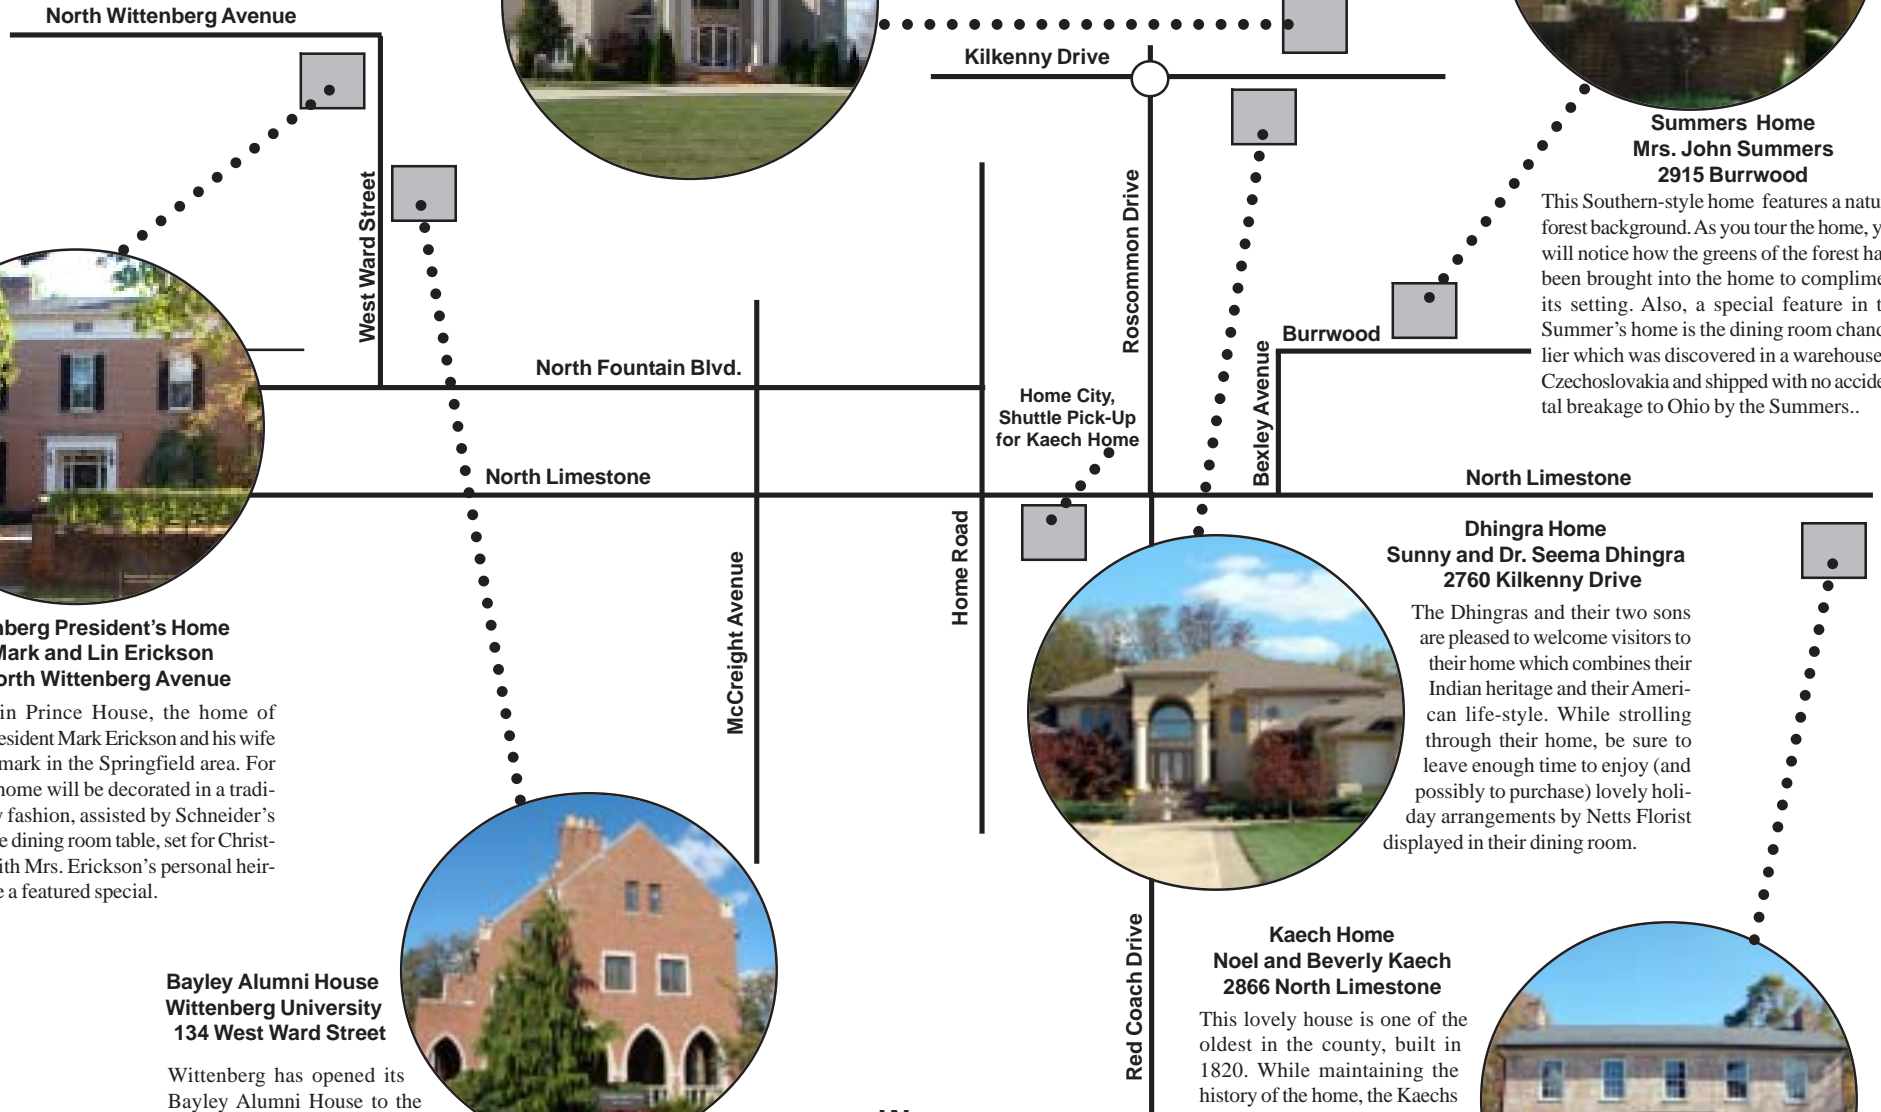 North Wittenberg Avenue
Kilkenny Drive
West Ward Street
Roscommon Drive
Summers Home
Mrs. John Summers
2915 Burrwood
This Southern-style home features a
forest background. As you tour the home,
will notice how the greens of the forest
been brought into the home to
its setting. Also, a special feature in
Summer's home is the dining room
lier which was discovered in a warehouse
Czechoslovakia and shipped with no
tal breakage to Ohio by the Summers..
Burrwood
Bexley Avenue
North Fountain Blvd.
Home City,
Shuttle Pick-Up
for Kaech Home
North Limestone
North Limestone
McCreight Avenue
Home Road
Dhingra Home
Sunny and Dr. Seema Dhingra
2760 Kilkenny Drive
The Dhingras and their two sons
are pleased to welcome visitors to
their home which combines their
Indian heritage and their Ameri-
can life-style. While strolling
through their home, be sure to
leave enough time to enjoy (and
possibly to purchase) lovely holi-
day arrangements by Netts Florist
displayed in their dining room.
President's Home
Mark and Lin Erickson
North Wittenberg Avenue
in Prince House, the home of
President Mark Erickson and his wife
mark in the Springfield area. For
home will be decorated in a tradi-
fashion, assisted by Schneider's
dining room table, set for Christ-
with Mrs. Erickson's personal heir-
a featured special.
Bayley Alumni House
Wittenberg University
134 West Ward Street
Wittenberg has opened its
Bayley Alumni House to the
Red Coach Drive
Kaech Home
Noel and Beverly Kaech
2866 North Limestone
This lovely house is one of the
oldest in the county, built in
1820. While maintaining the
history of the home, the Kaechs